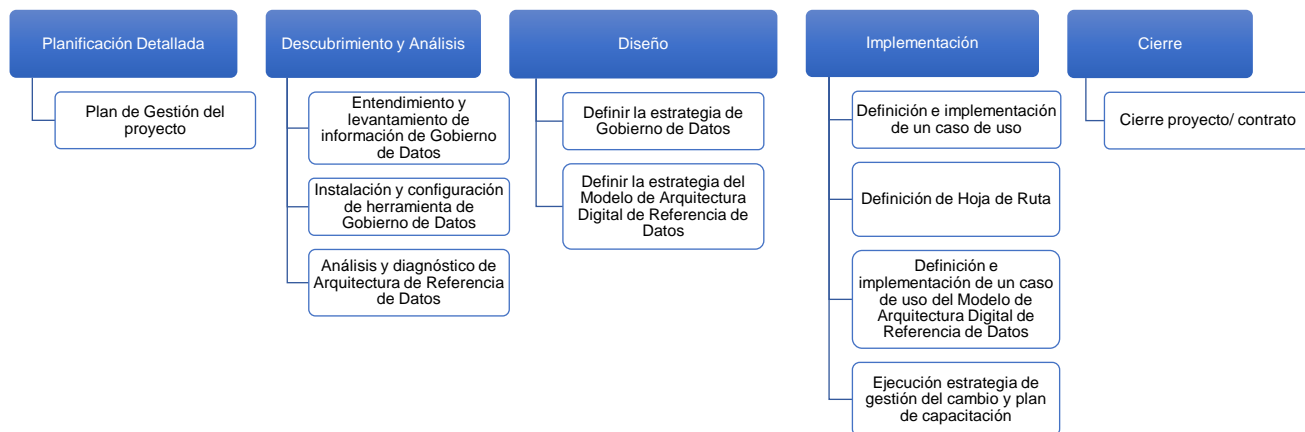 Planificación Detallada
Plan de Gestión del
proyecto
Descubrimiento y Análisis
Entendimiento y
levantamiento de
información de Gobierno
de Datos
Instalación y configuración
de herramienta de
Gobierno de Datos
Análisis y diagnóstico de
Arquitectura de Referencia
de Datos
Diseño
Definir la estrategia de
Gobierno de Datos
Definir la estrategia del
Modelo de Arquitectura
Digital de Referencia de
Datos
Implementación
Definición e implementación
de un caso de uso
Definición de Hoja de Ruta
Definición e
implementación de un caso
de uso del Modelo de
Arquitectura Digital de
Referencia de Datos
Ejecución estrategia de
gestión del cambio y plan
de capacitación
Cierre
Cierre proyecto/ contrato